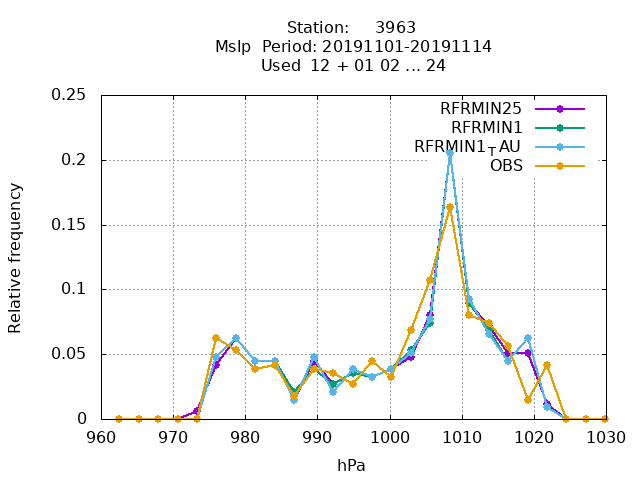 Station:     3963
Mslp  Period: 20191101-20191114
Used  12 + 01 02 ... 24
RFRMIN25
RFRMIN1
RFRMIN1TAU
OBS
Relative frequency
0.25
0.2
0.15
0.1
0.05
0
960 970 980 990 1000 1010 1020 1030
hPa